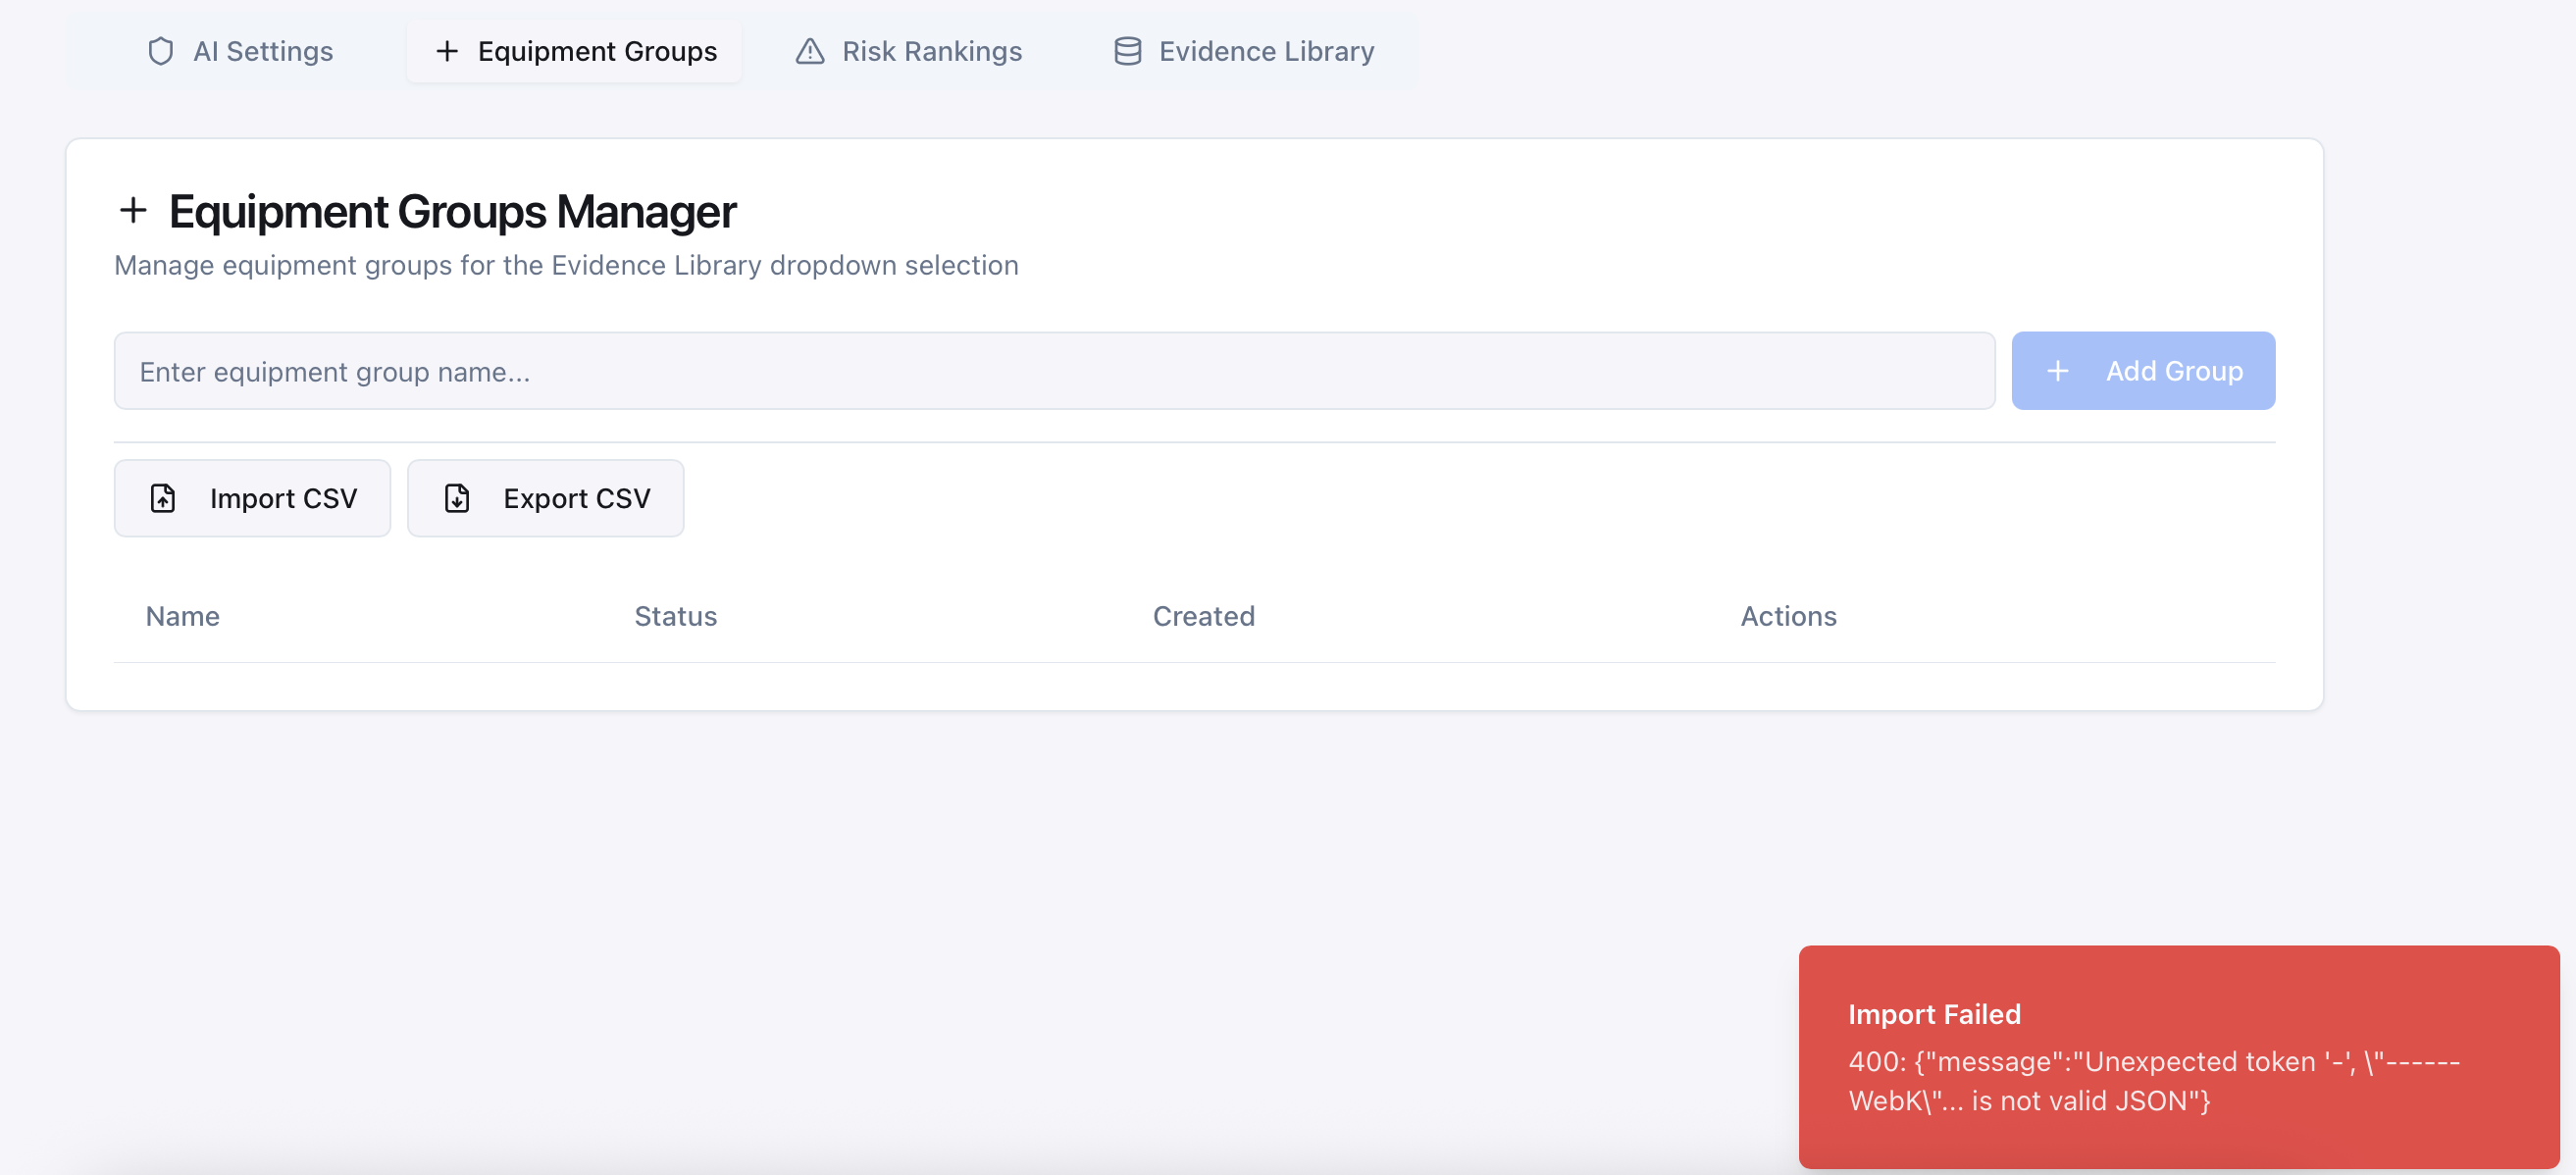 AI Settings
Equipment Groups
Risk Rankings
Evidence Library
Equipment Groups Manager
Manage equipment groups for the Evidence Library dropdown selection
Enter equipment group name...
Add Group
Import CSV
Export CSV
Name
Status
Created
Actions
Import Failed
400: {"message":"Unexpected token '-', \"------
WebK\"... is not valid JSON"}